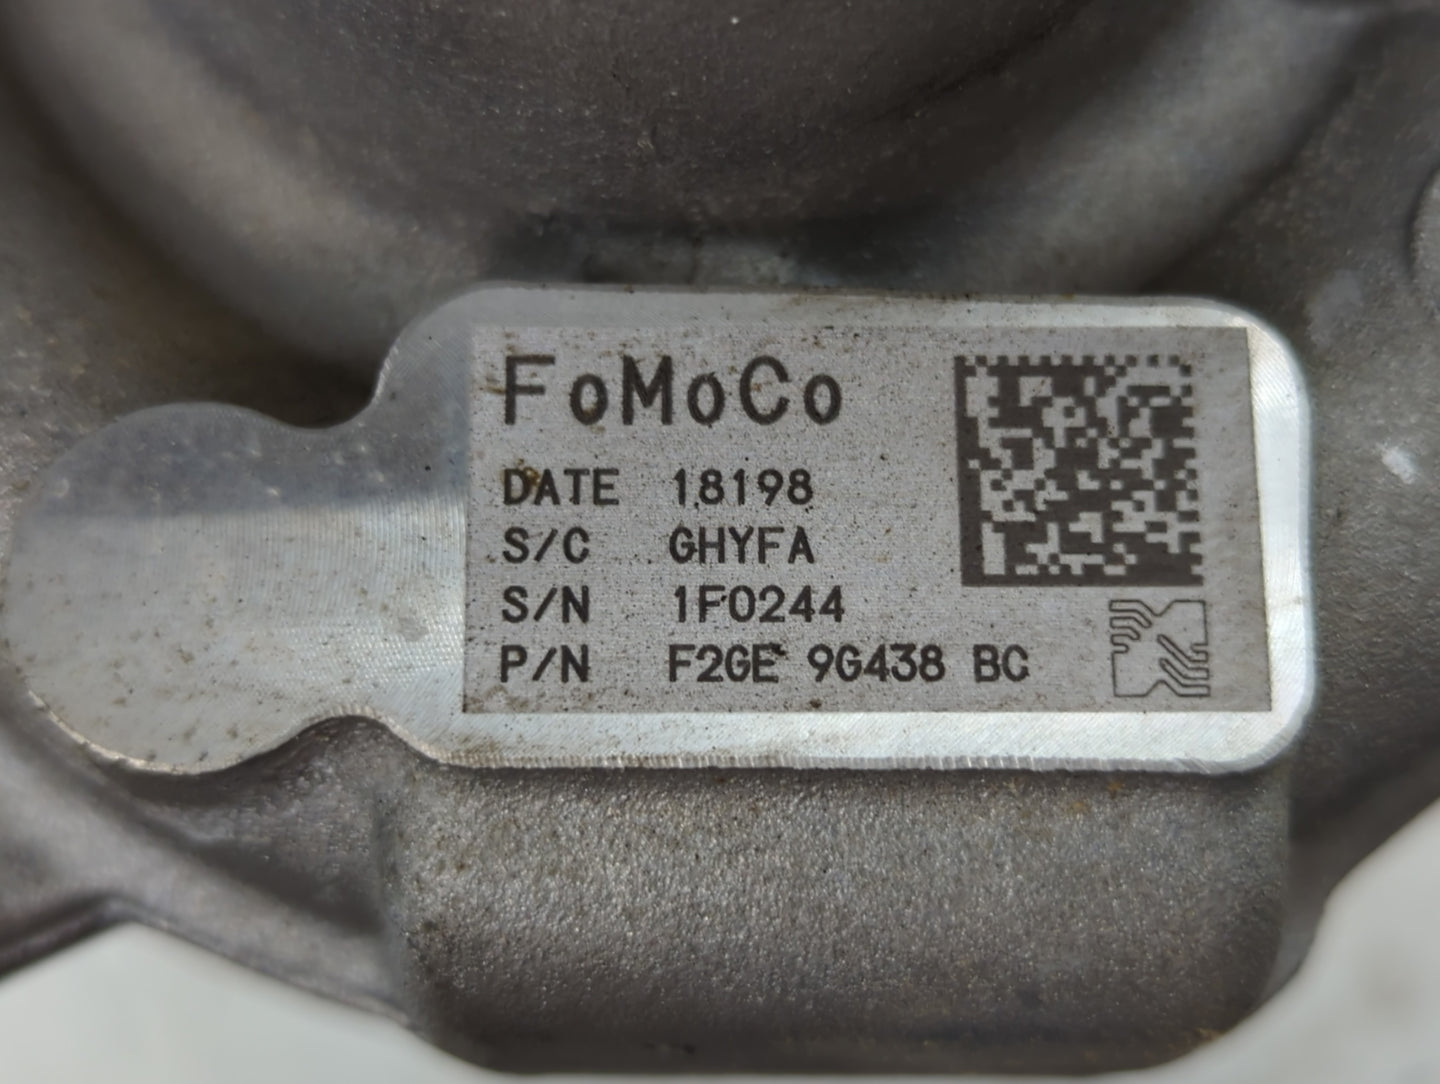 FoMoCo
DATE 18198
S/C GHYFA
S/N 1F0244
P/N F2GE 9G438 BC